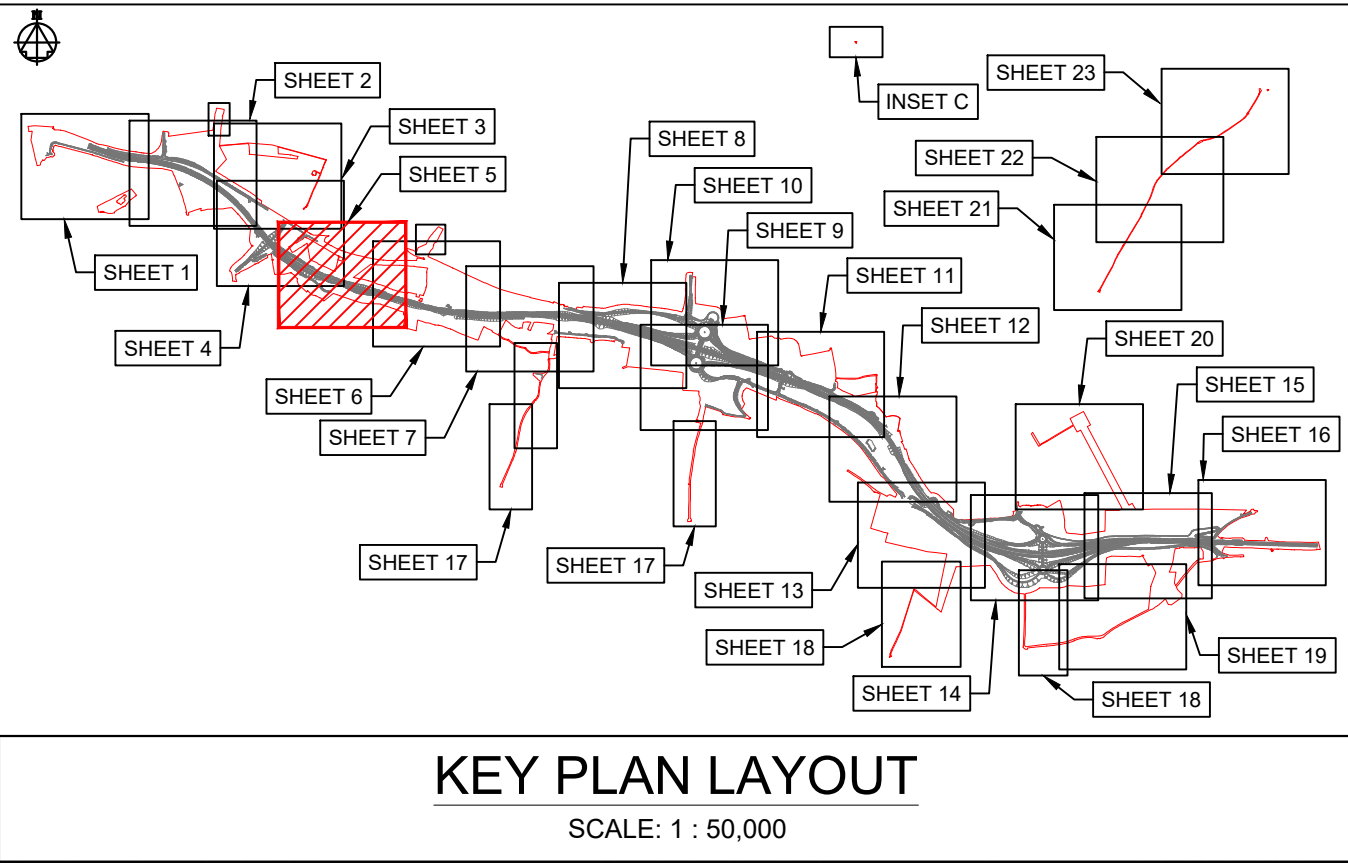 SHEET 2
SHEET 3
SHEET 5
SHEET 1
SHEET 4
SHEET 6
SHEET 7
SHEET 8
SHEET 10
SHEET 9
SHEET 11
SHEET 12
INSET C
SHEET 23
SHEET 22
SHEET 21
SHEET 20
SHEET 15
SHEET 16
SHEET 17
SHEET 17
SHEET 13
SHEET 18
SHEET 14
SHEET 18
SHEET 19
KEY PLAN LAYOUT
SCALE: 1 : 50,000